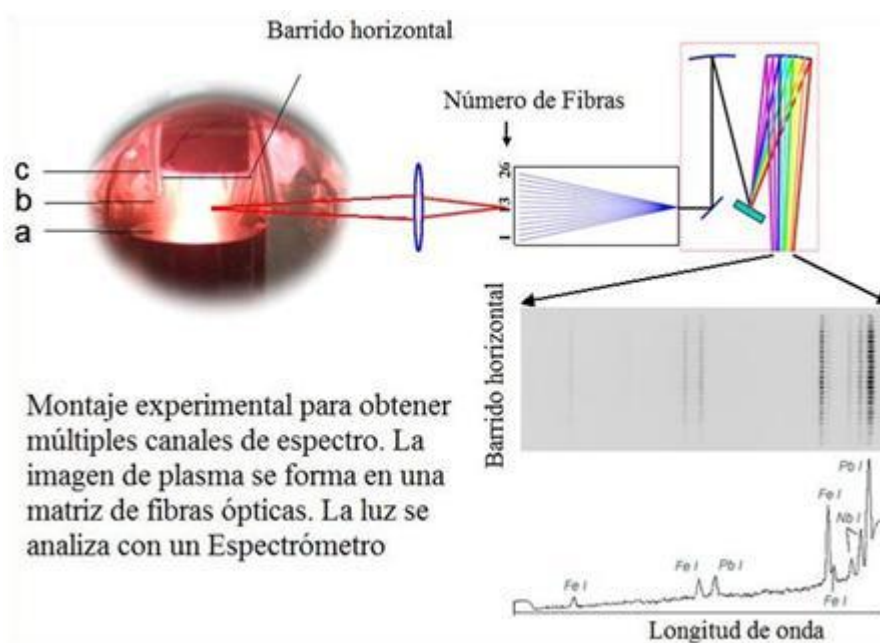 Barrido horizontal
Número de Fibras
c
b
a
26
13
1
Barrido horizontal
Montaje experimental para obtener
múltiples canales de espectro. La
imagen de plasma se forma en una
matriz de fibras ópticas. La luz se
analiza con un Espectrómetro
Pb I
Fe I
Nb I
Fe I
Pb I
Fe I
Fe I
Longitud de onda